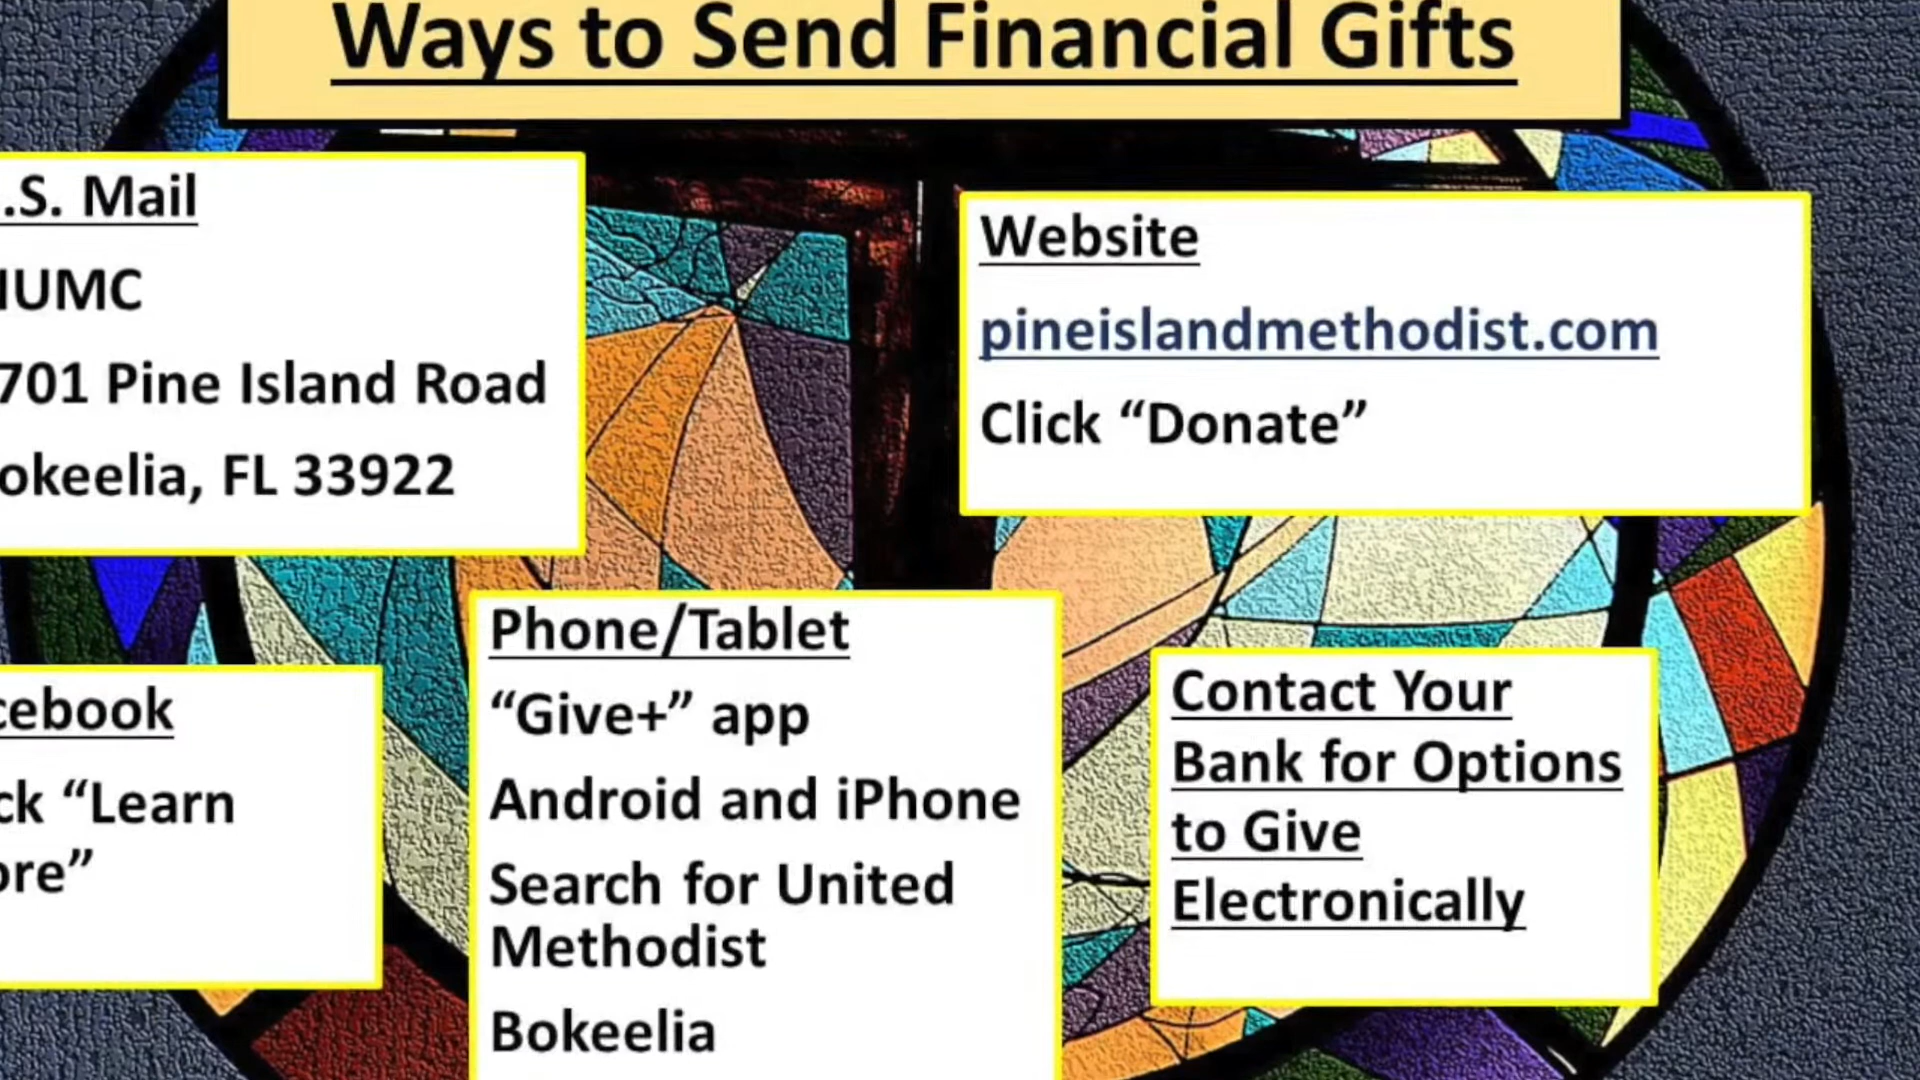 Ways to Send Financial Gifts
.S. Mail
IUMC
701 Pine Island Road
okeelia, FL 33922
Website
pineislandmethodist.com
Click “Donate”
cebook
ck “Learn
ore”
Phone/Tablet
“Give+” app
Android and iPhone
Search for United
Methodist
Bokeelia
Contact Your
Bank for Options
to Give
Electronically